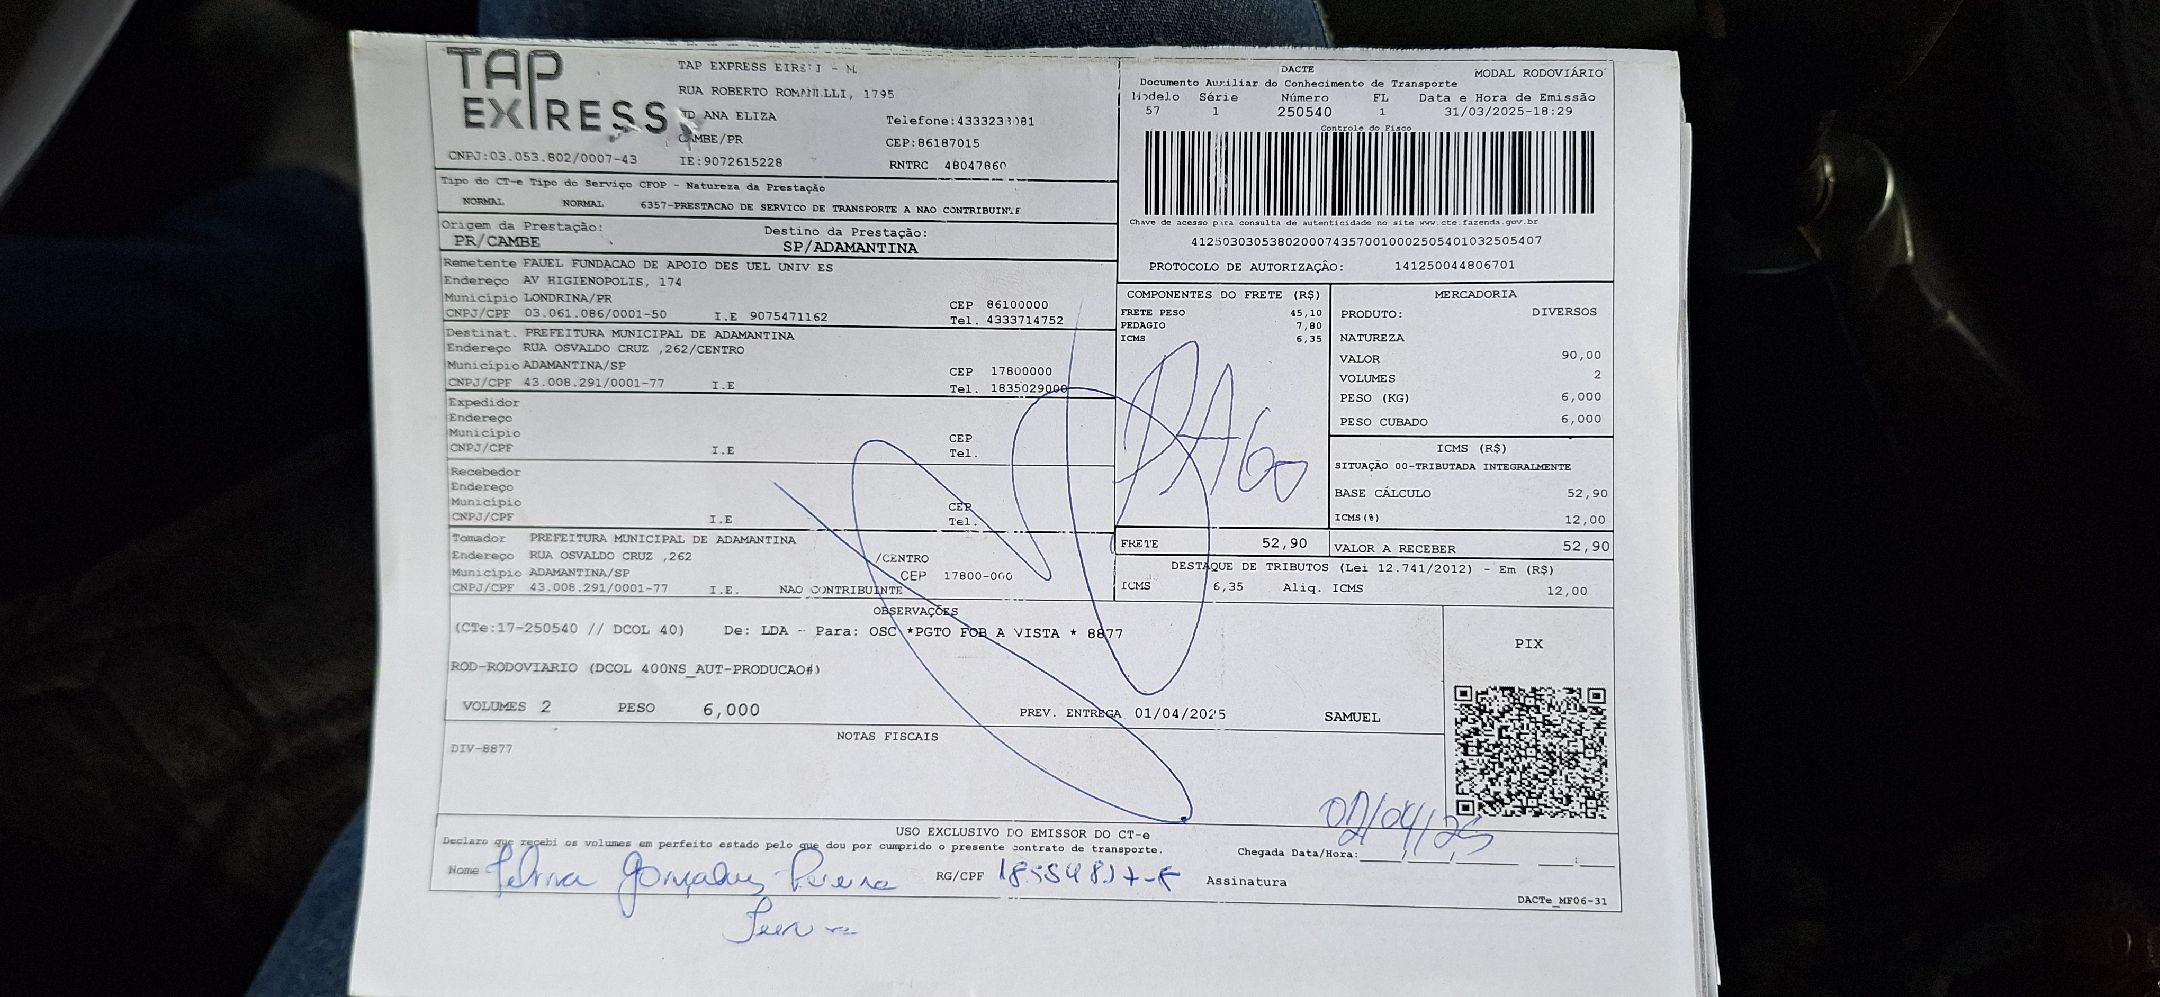 TAP
EXPRESS
TAP EXPRESS
RUA ROBERTO ROMANILLI, 1795
JD ANA ELIZA
Telefone:4333233081
CAMBE/PR
CEP:86187015
CNPJ:03.053.802/0007-43
IE:9072615228
RNTRC 48047860
DACTE
Documento Auxiliar do Conhecimento de Transporte
MODAL RODOVIÁRIO
Modelo Série Número FL Data e Hora de Emissão
57 1 250540 1 31/03/2025-18:29
Controle do Fisco
Chave de acesso para consulta de autenticidade no site www.cte.fazenda.gov.br
41250303053802000743570010002505401032505407
PROTOCOLO DE AUTORIZAÇÃO: 141250044806701
Tipo do CT-e Tipo do Serviço CFOP - Natureza da Prestação
NORMAL NORMAL 6357-PRESTACAO DE SERVICO DE TRANSPORTE A NAO CONTRIBUINTE
Origem da Prestação: Destino da Prestação:
PR/CAMBE SP/ADAMANTINA
Remetente FAUEL FUNDACAO DE APOIO DES UEL UNIV ES
Endereço AV HIGIENOPOLIS, 174
Município LONDRINA/PR CEP 86100000
CNPJ/CPF 03.061.086/0001-50 I.E 9075471162 Tel. 4333714752
Destinat. PREFEITURA MUNICIPAL DE ADAMANTINA
Endereço RUA OSVALDO CRUZ ,262/CENTRO
Município ADAMANTINA/SP CEP 17800000
CNPJ/CPF 43.008.291/0001-77 I.E Tel. 1835029000
Expedidor
Endereço
Município CEP
CNPJ/CPF I.E Tel.
Recebedor
Endereço
Município CEP
CNPJ/CPF I.E Tel.
Tomador PREFEITURA MUNICIPAL DE ADAMANTINA
Endereço RUA OSVALDO CRUZ ,262 /CENTRO
Município ADAMANTINA/SP CEP 17800-000
CNPJ/CPF 43.008.291/0001-77 I.E. NAO CONTRIBUINTE
COMPONENTES DO FRETE (R$)
FRETE PESO 45,10
PEDAGIO 7,80
ICMS 6,35
PAGO
FRETE 52,90
MERCADORIA
PRODUTO: DIVERSOS
NATUREZA
VALOR 90,00
VOLUMES 2
PESO (KG) 6,000
PESO CUBADO 6,000
ICMS (R$)
SITUAÇÃO 00-TRIBUTADA INTEGRALMENTE
BASE CÁLCULO 52,90
ICMS(%) 12,00
VALOR A RECEBER 52,90
DESTAQUE DE TRIBUTOS (Lei 12.741/2012) - Em (R$)
ICMS 6,35 Aliq. ICMS 12,00
OBSERVAÇÕES
(CTe:17-250540 // DCOL 40) De: LDA - Para: OSC *PGTO FOB A VISTA * 8877
ROD-RODOVIARIO (DCOL 400NS_AUT-PRODUCAO#)
VOLUMES 2 PESO 6,000 PREV. ENTREGA 01/04/2025 SAMUEL
PIX
NOTAS FISCAIS
DIV-8877
02/04/25
USO EXCLUSIVO DO EMISSOR DO CT-e
Declaro que recebi os volumes em perfeito estado pelo que dou por cumprido o presente contrato de transporte.
Chegada Data/Hora:
Nome Gonçalves Pereira RG/CPF Assinatura
DACTe_MF06-31